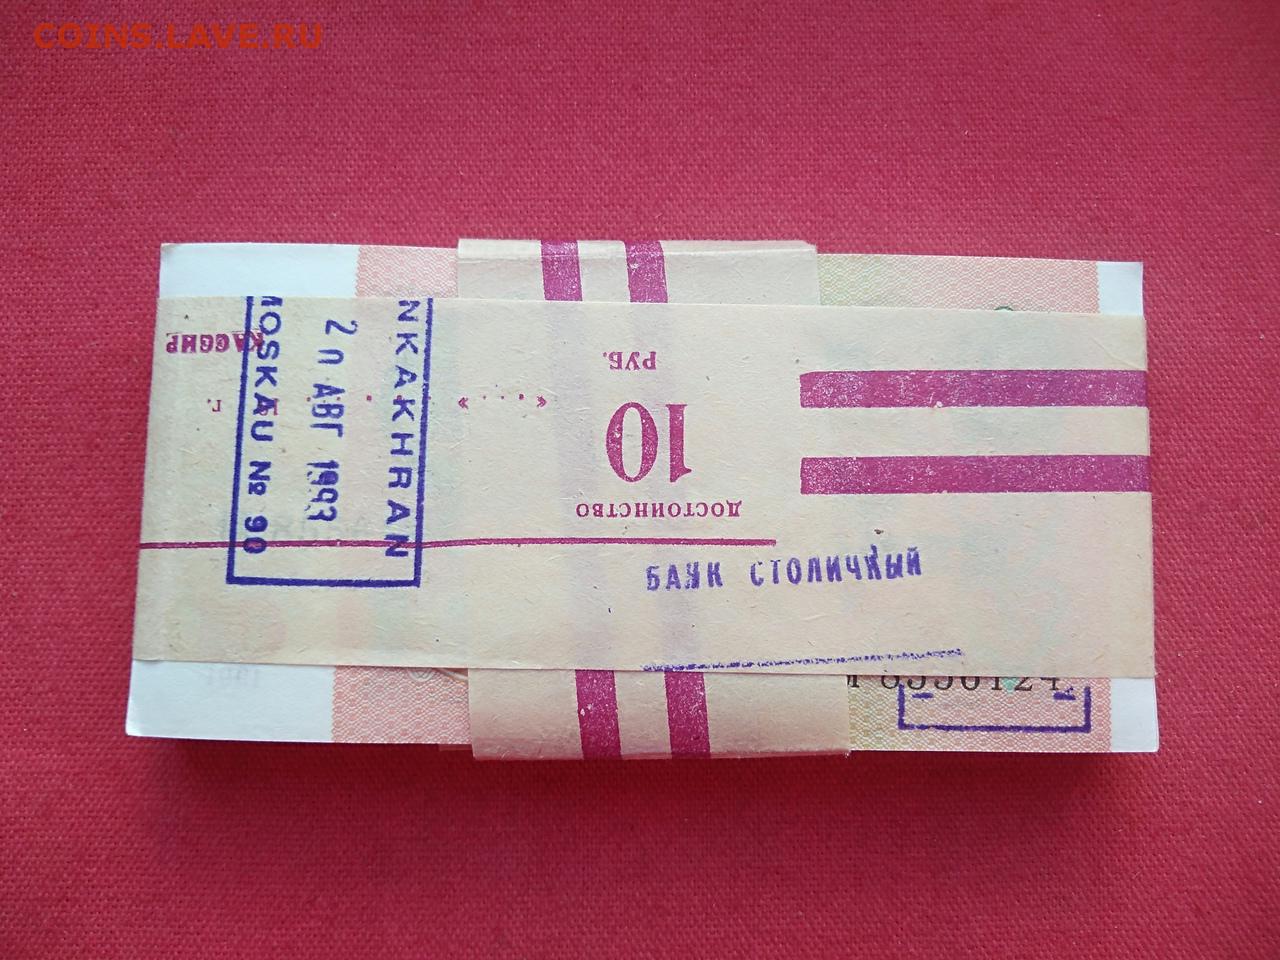 COINS.LAVE.RU
КАССИР
г.
NKAKHRAN
20 АВГ 1993
MOSKAU № 90
РУБ.
10
ДОСТОИНСТВО
БАНК СТОЛИЧНЫЙ